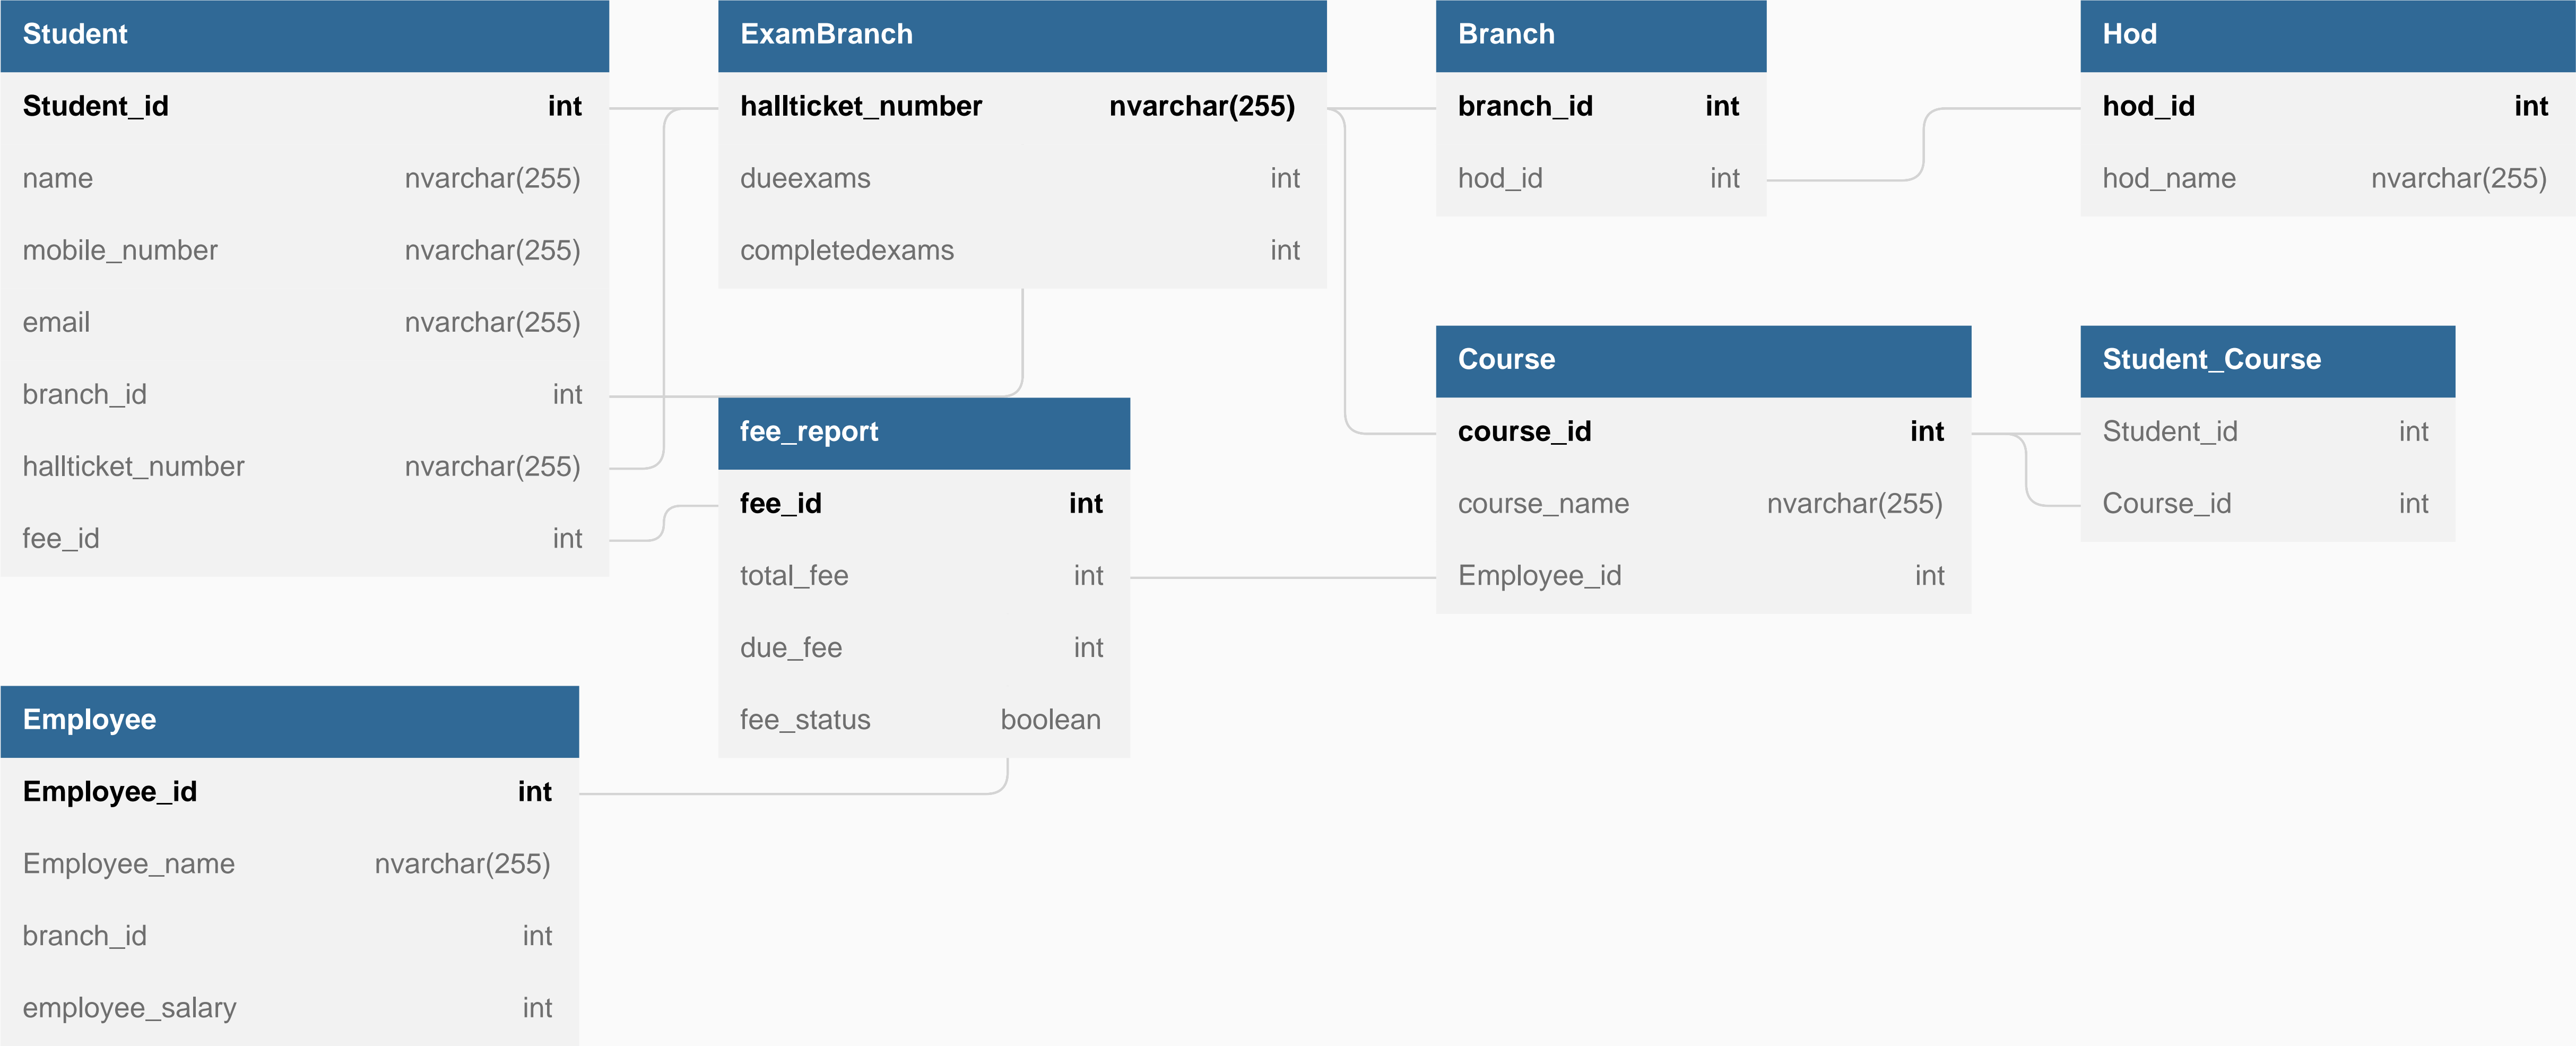 Student
Student_id int
name nvarchar(255)
mobile_number nvarchar(255)
email nvarchar(255)
branch_id int
hallticket_number nvarchar(255)
fee_id int
ExamBranch
hallticket_number nvarchar(255)
dueexams int
completedexams int
Branch
branch_id int
hod_id int
Hod
hod_id int
hod_name nvarchar(255)
fee_report
fee_id int
total_fee int
due_fee int
fee_status boolean
Course
course_id int
course_name nvarchar(255)
Employee_id int
Student_Course
Student_id int
Course_id int
Employee
Employee_id int
Employee_name nvarchar(255)
branch_id int
employee_salary int